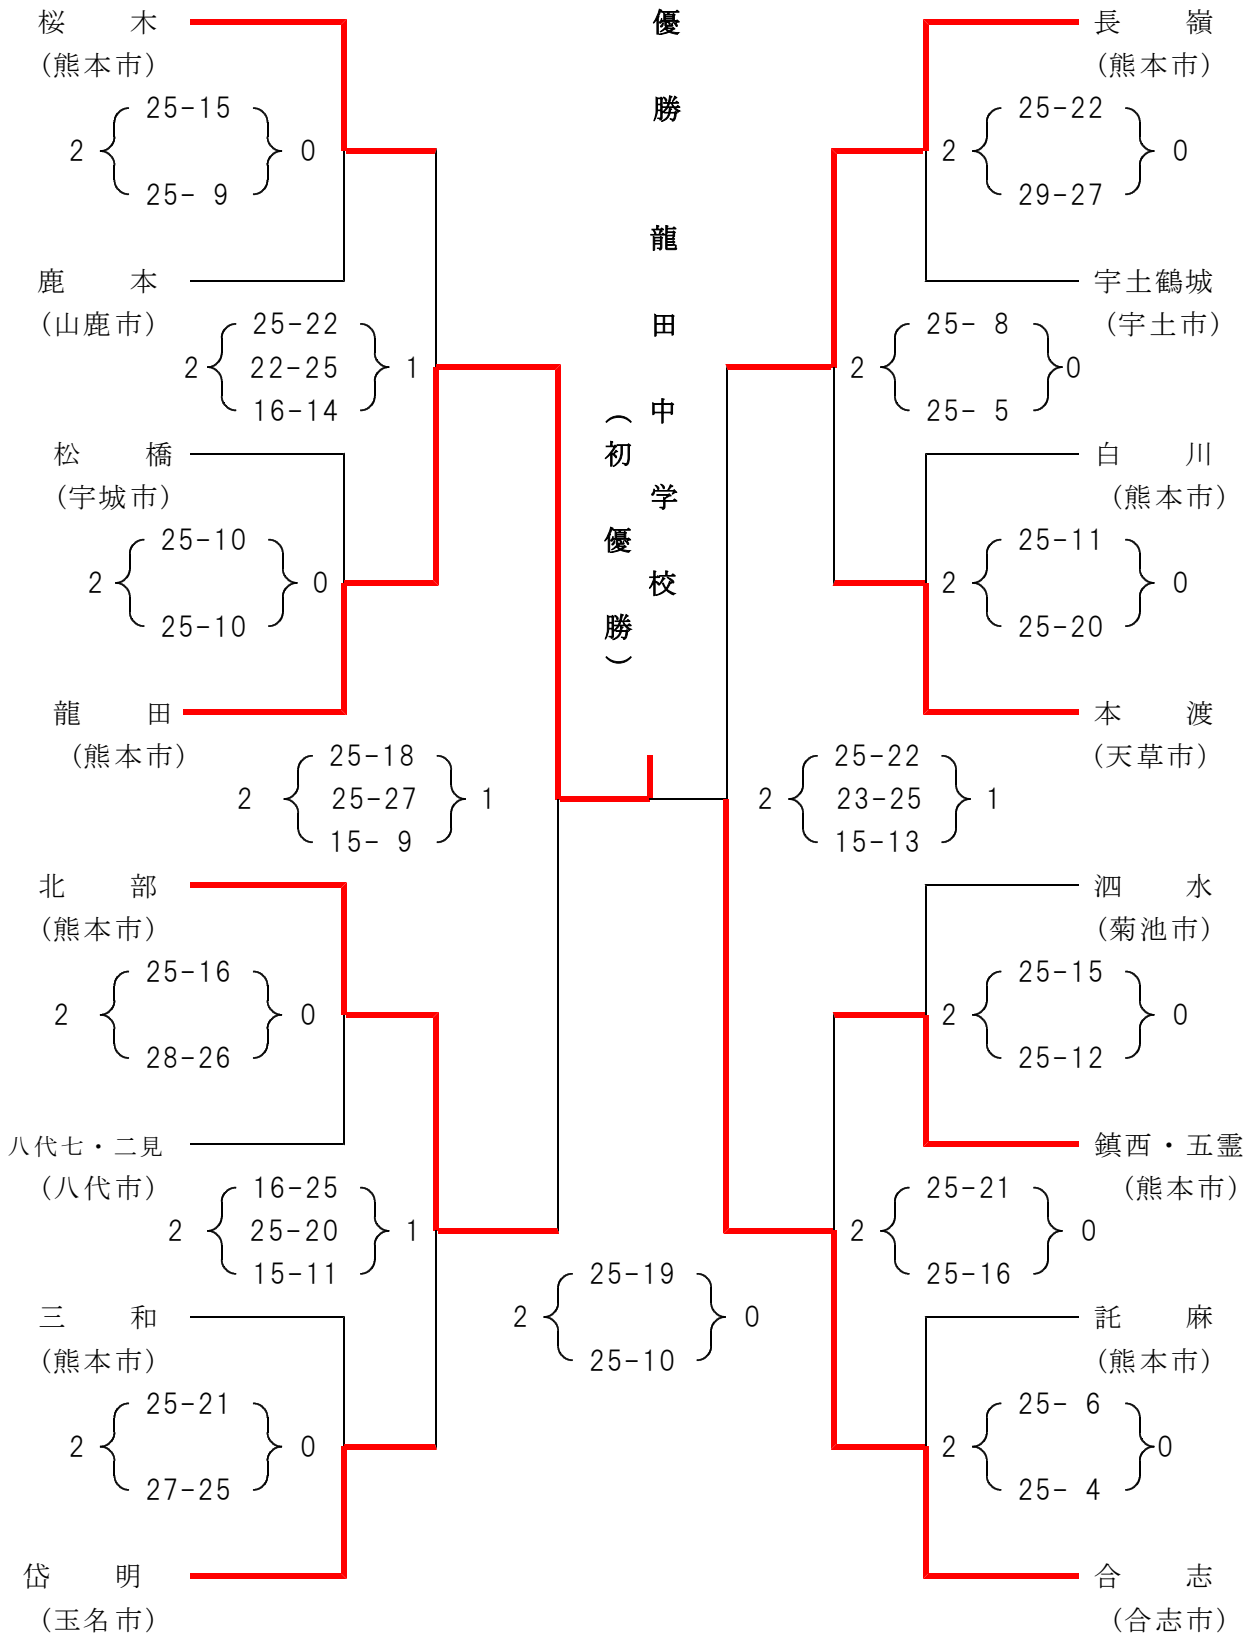 優勝 龍田中学校
(初優勝)
桜木
(熊本市)
25-15
2 0
25- 9
鹿本
(山鹿市)
25-22
2 22-25 1
16-14
松橋
(宇城市)
25-10
2 0
25-10
龍田
(熊本市)
25-18
2 25-27 1
15- 9
北部
(熊本市)
25-16
2 0
28-26
八代七・二見
(八代市)
16-25
2 25-20 1
15-11
三和
(熊本市)
25-21
2 0
27-25
岱明
(玉名市)
25-19
2 0
25-10
長嶺
(熊本市)
25-22
2 0
29-27
宇土鶴城
(宇土市)
25- 8
2 0
25- 5
白川
(熊本市)
25-11
2 0
25-20
本渡
(天草市)
25-22
2 23-25 1
15-13
泗水
(菊池市)
25-15
2 0
25-12
鎮西・五霊
(熊本市)
25-21
2 0
25-16
託麻
(熊本市)
25- 6
2 0
25- 4
合志
(合志市)